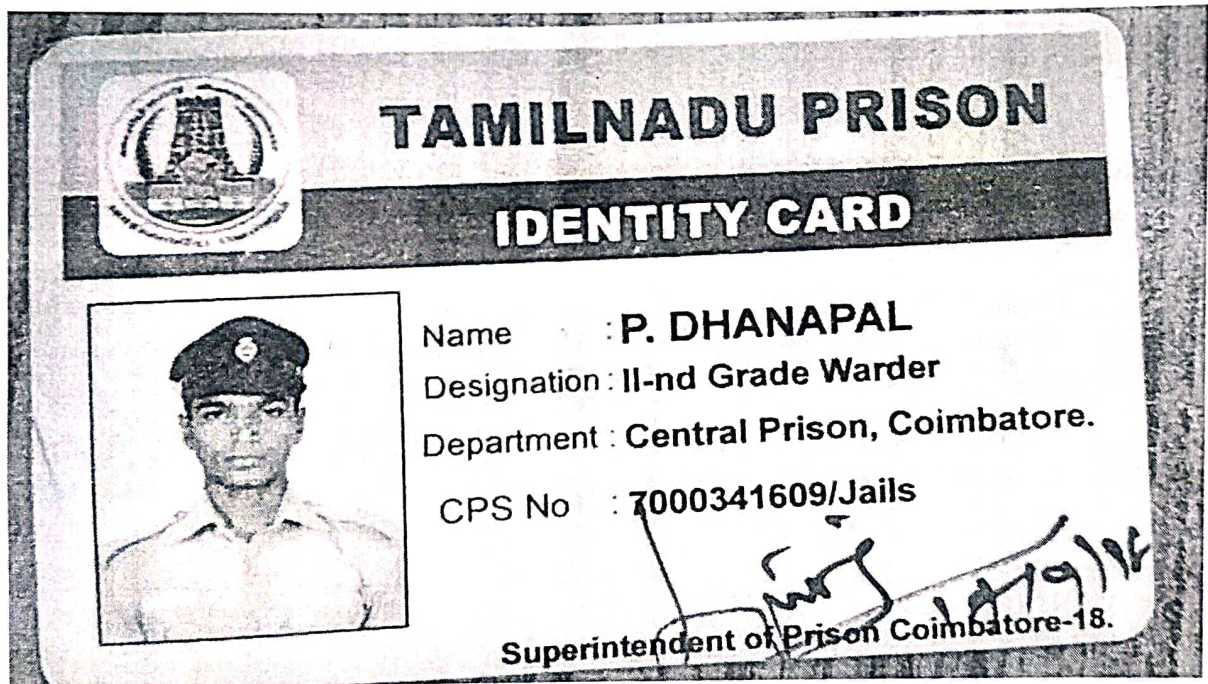 TAMILNADU PRISON
IDENTITY CARD
Name : P. DHANAPAL
Designation : II-nd Grade Warder
Department : Central Prison, Coimbatore.
CPS No : 7000341609/Jails
Superintendent of Prison Coimbatore-18.